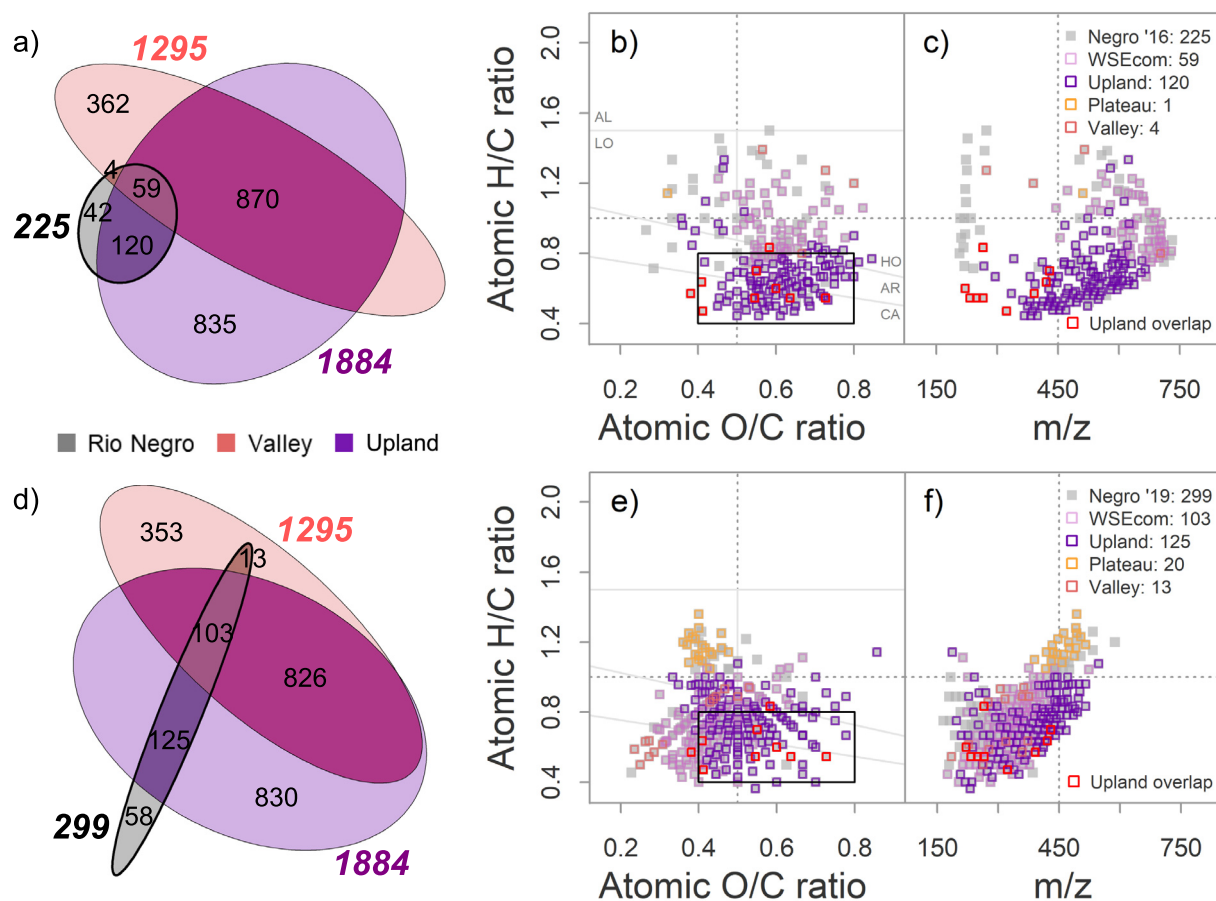 a)
1295
362
4
59
42
225
120
870
835
1884
Rio Negro
Valley
Upland
b)
c)
Atomic H/C ratio
2.0
1.6
1.2
0.8
0.4
AL
LO
HO
AR
CA
Negro '16: 225
WSEcom: 59
Upland: 120
Plateau: 1
Valley: 4
Upland overlap
0.2 0.4 0.6 0.8
150 450 750
Atomic O/C ratio
m/z
d)
353
1295
13
103
826
125
830
58
299
1884
e)
f)
Atomic H/C ratio
2.0
1.6
1.2
0.8
0.4
Negro '19: 299
WSEcom: 103
Upland: 125
Plateau: 20
Valley: 13
Upland overlap
0.2 0.4 0.6 0.8
150 450 750
Atomic O/C ratio
m/z